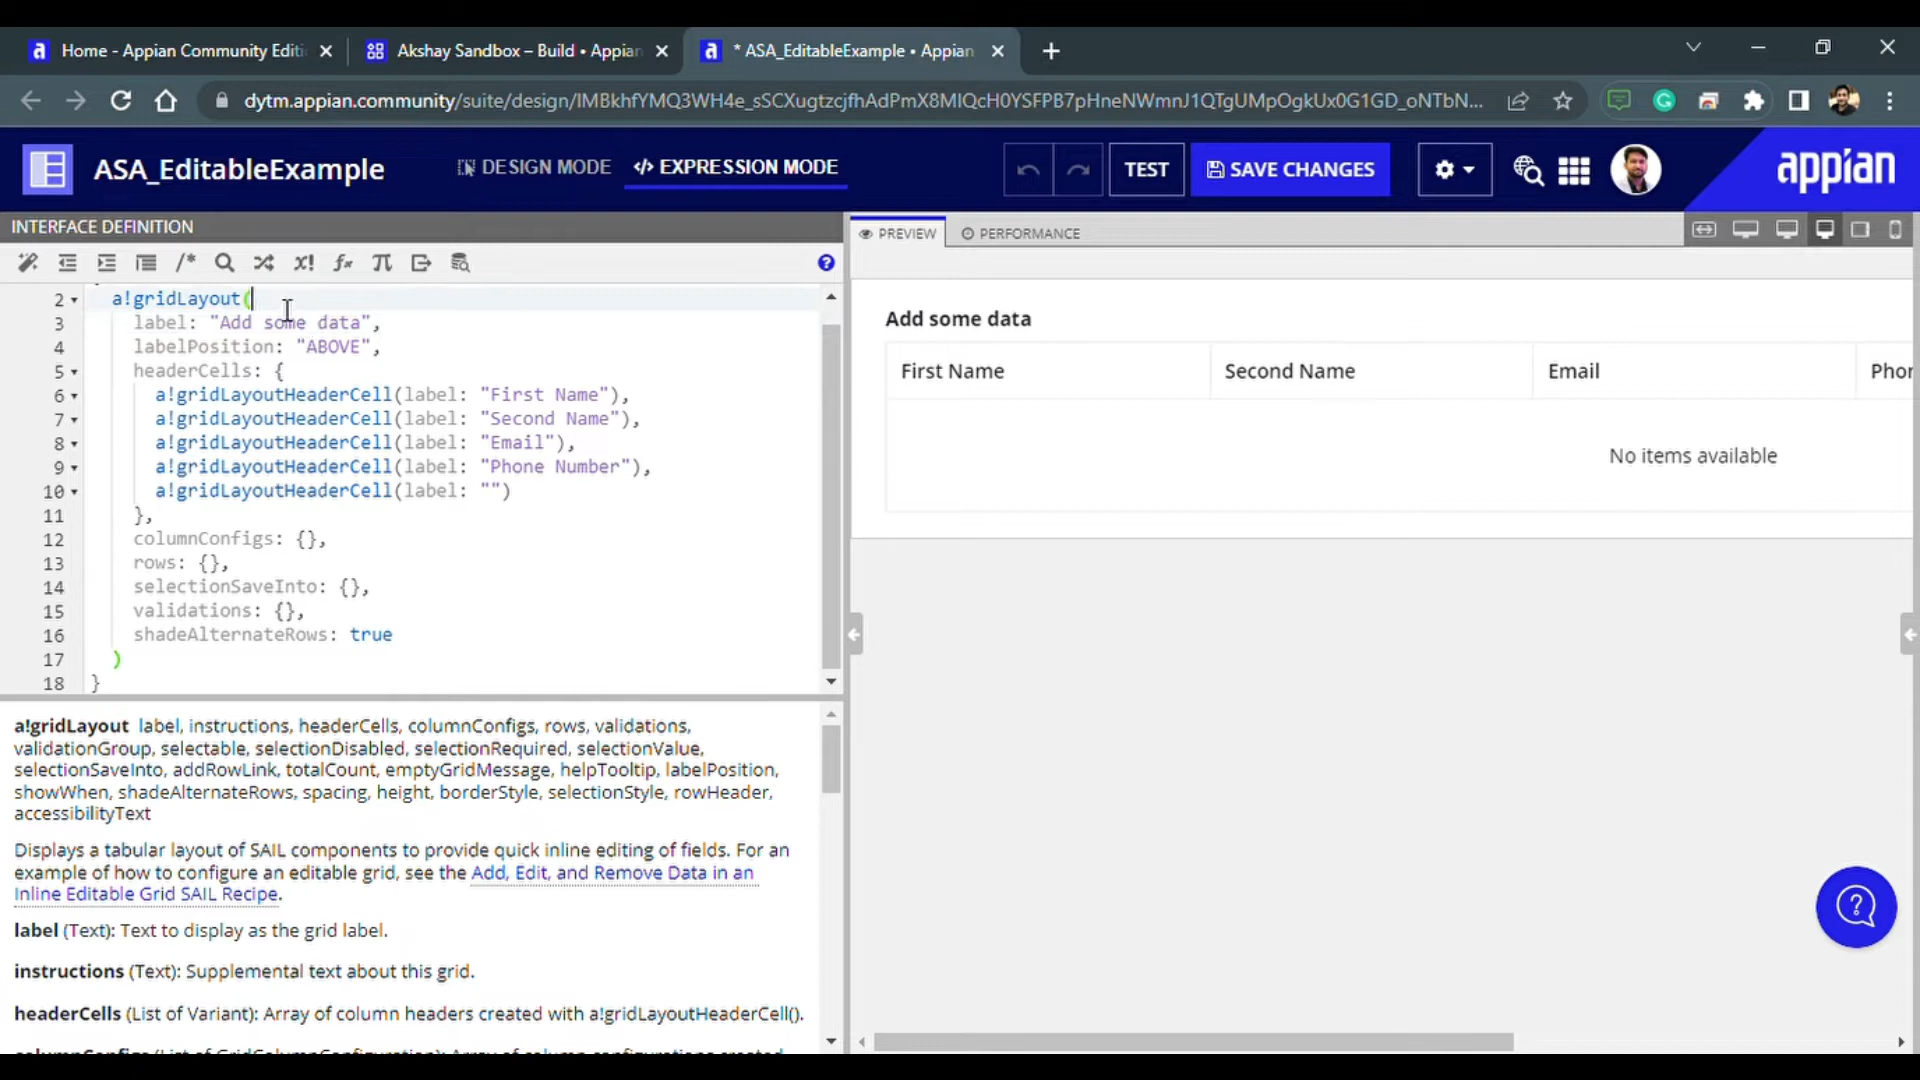 Home - Appian Community Editi
Akshay Sandbox – Build • Appian
* ASA_EditableExample • Appian
dytm.appian.community/suite/design/
ASA_EditableExample
DESIGN MODE
</> EXPRESSION MODE
TEST
SAVE CHANGES
appian
INTERFACE DEFINITION
PREVIEW
PERFORMANCE
2 a!gridLayout(
3 label: "Add some data",
4 labelPosition: "ABOVE",
5 headerCells: {
6 a!gridLayoutHeaderCell(label: "First Name"),
7 a!gridLayoutHeaderCell(label: "Second Name"),
8 a!gridLayoutHeaderCell(label: "Email"),
9 a!gridLayoutHeaderCell(label: "Phone Number"),
10 a!gridLayoutHeaderCell(label: "")
11 },
12 columnConfigs: {},
13 rows: {},
14 selectionSaveInto: {},
15 validations: {},
16 shadeAlternateRows: true
17 )
18 }
a!gridLayout label, instructions, headerCells, columnConfigs, rows, validations,
validationGroup, selectable, selectionDisabled, selectionRequired, selectionValue,
selectionSaveInto, addRowLink, totalCount, emptyGridMessage, helpTooltip, labelPosition,
showWhen, shadeAlternateRows, spacing, height, borderStyle, selectionStyle, rowHeader,
accessibilityText
Displays a tabular layout of SAIL components to provide quick inline editing of fields. For an
example of how to configure an editable grid, see the Add, Edit, and Remove Data in an
Inline Editable Grid SAIL Recipe.
label (Text): Text to display as the grid label.
instructions (Text): Supplemental text about this grid.
headerCells (List of Variant): Array of column headers created with a!gridLayoutHeaderCell().
Add some data
First Name
Second Name
Email
Phon
No items available